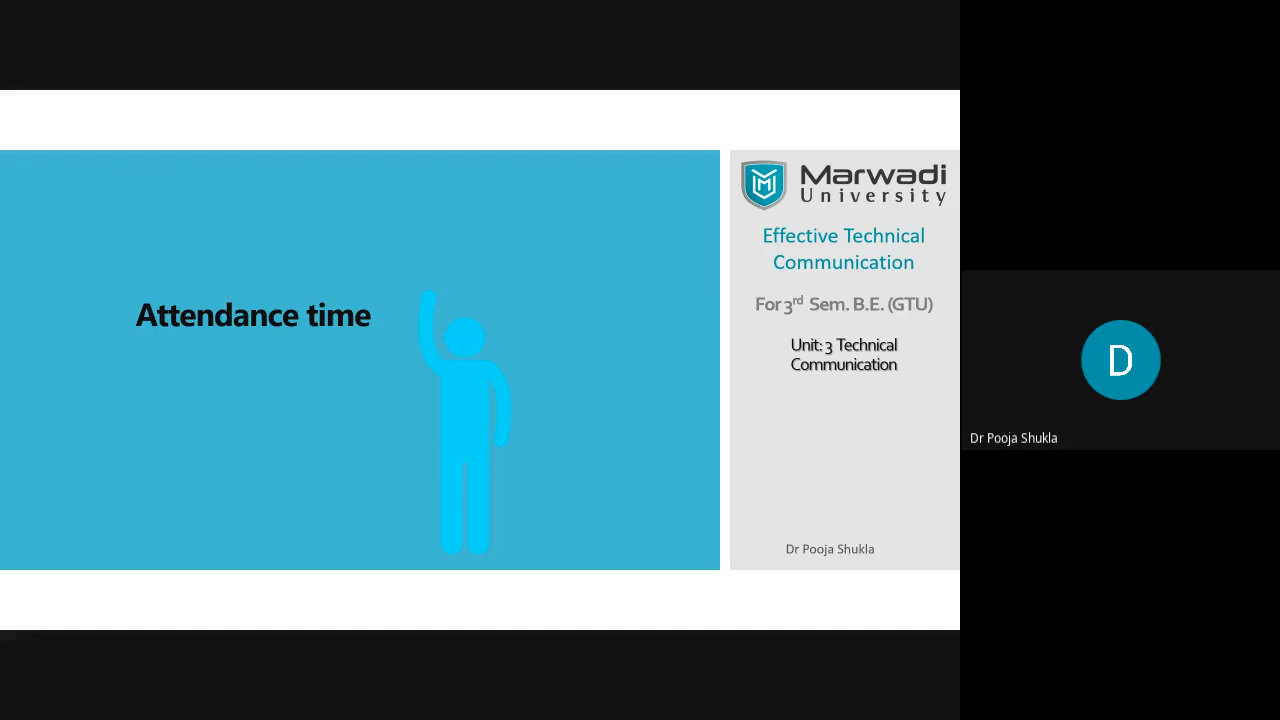 Attendance time
Marwadi
University
Effective Technical
Communication
For 3rd Sem. B.E. (GTU)
Unit: 3 Technical
Communication
Dr Pooja Shukla
D
Dr Pooja Shukla